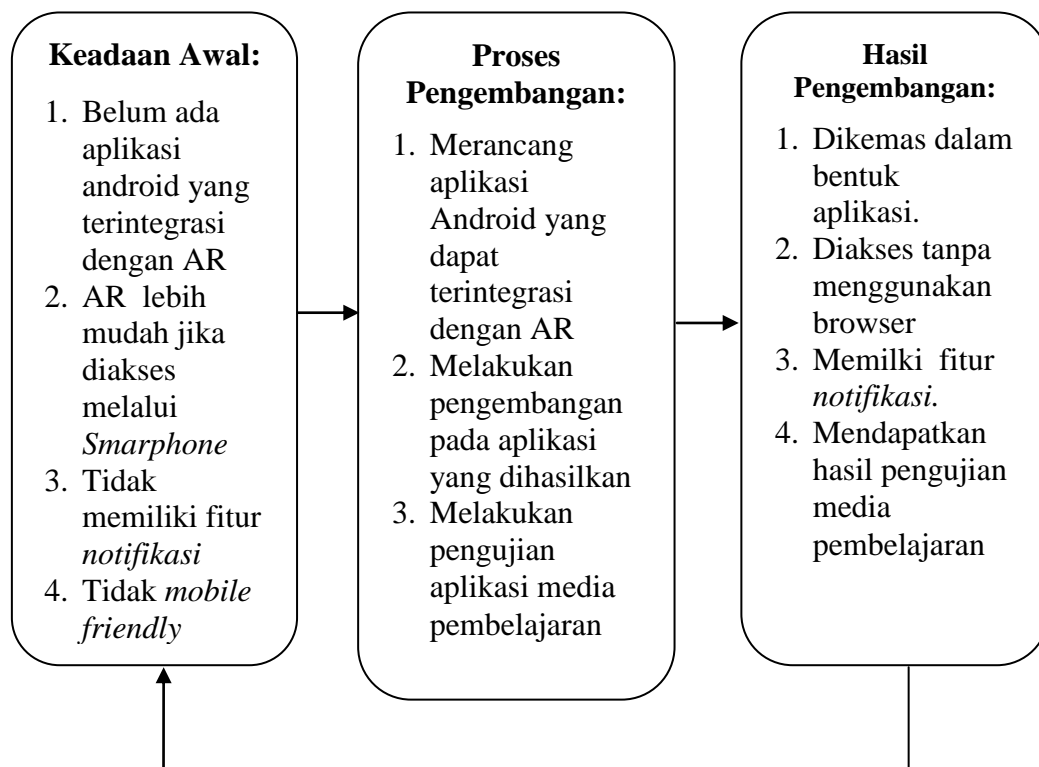 Keadaan Awal:
1. Belum ada
aplikasi
android yang
terintegrasi
dengan AR
2. AR lebih
mudah jika
diakses
melalui
Smarphone
3. Tidak
memiliki fitur
notifikasi
4. Tidak mobile
friendly
Proses
Pengembangan:
1. Merancang
aplikasi
Android yang
dapat
terintegrasi
dengan AR
2. Melakukan
pengembangan
pada aplikasi
yang dihasilkan
3. Melakukan
pengujian
aplikasi media
pembelajaran
Hasil
Pengembangan:
1. Dikemas dalam
bentuk
aplikasi.
2. Diakses tanpa
menggunakan
browser
3. Memilki fitur
notifikasi.
4. Mendapatkan
hasil pengujian
media
pembelajaran